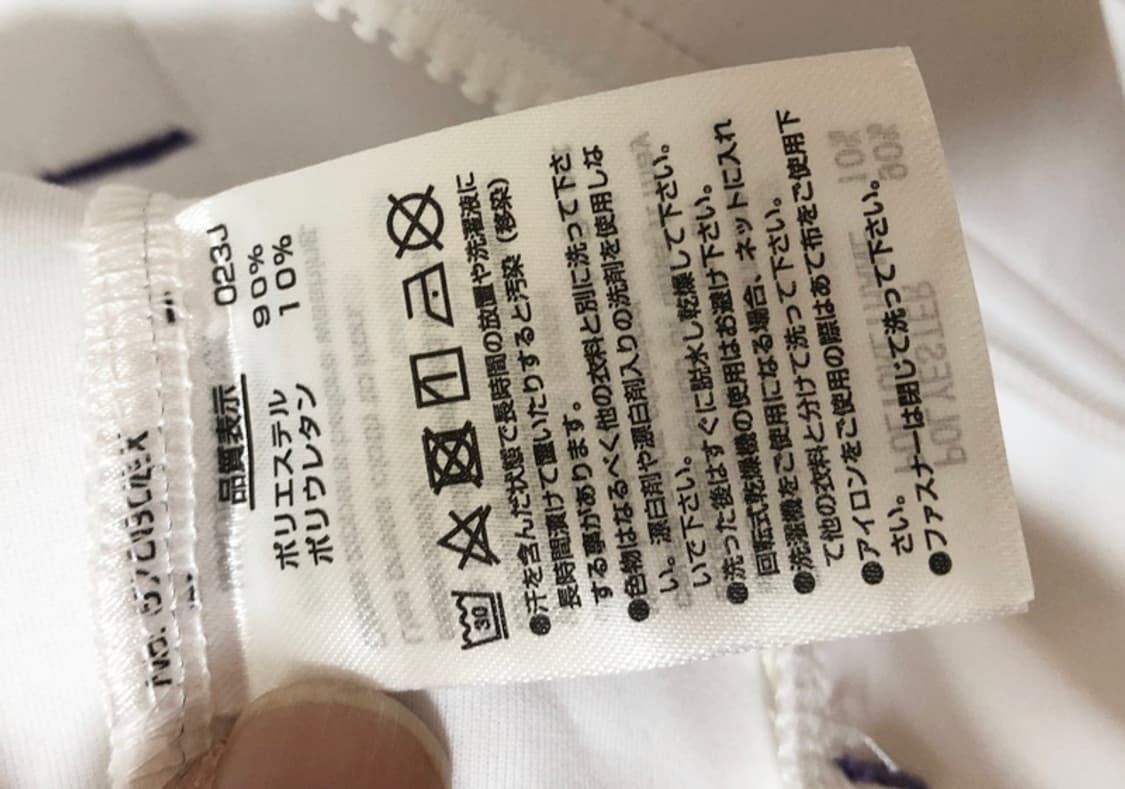 品質表示 023J
ポリエステル 90%
ポリウレタン 10%
30
●汗を含んだ状態で長時間の放置や洗濯液に
長時間漬けて置いたりすると汚染（移染）
する事があります。
●色物はなるべく他の衣料と別に洗って下さ
い。漂白剤や漂白剤入りの洗剤を使用しな
いで下さい。
●洗った後はすぐに脱水し乾燥して下さい。
回転式乾燥機の使用はお避け下さい。
●洗濯機をご使用になる場合、ネットに入れ
て他の衣料と分けて洗って下さい。
●アイロンをご使用の際はあて布をご使用下
さい。
●ファスナーは閉じて洗って下さい。
POLYESTER 90%
POLYURETHANE 10%